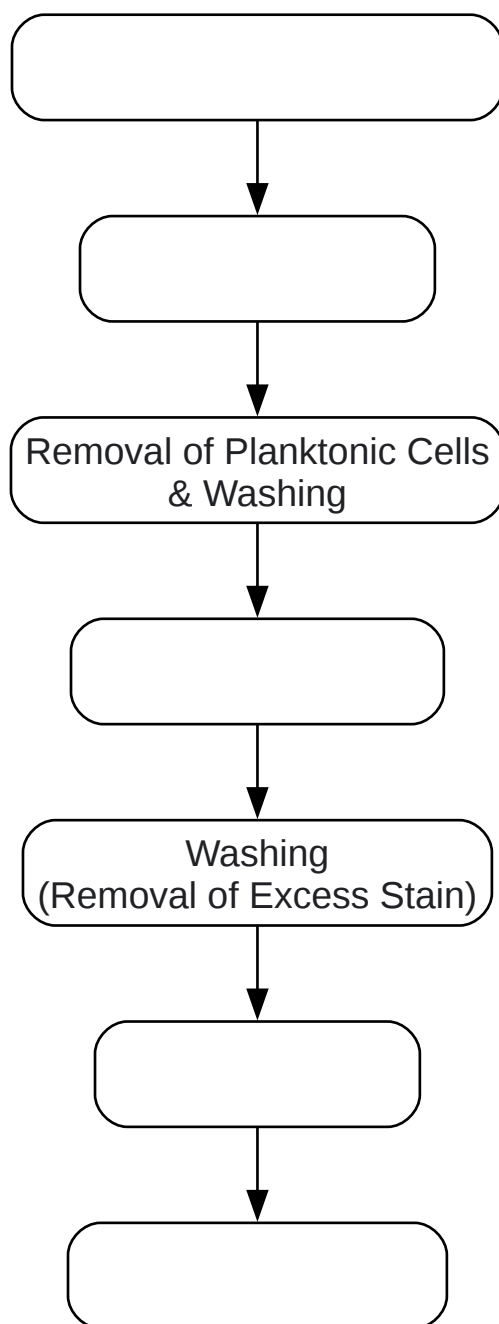 Removal of Planktonic Cells
& Washing
Washing
(Removal of Excess Stain)